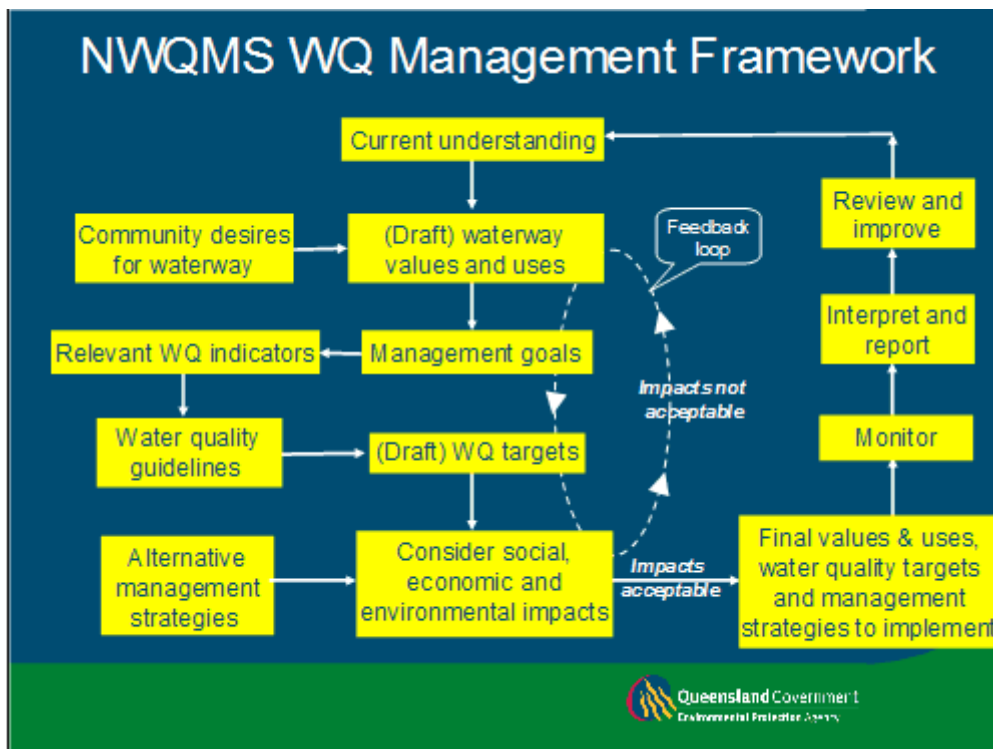 NWQMS WQ Management Framework
Current understanding
Community desires
for waterway
(Draft) waterway
values and uses
Feedback
loop
Review and
improve
Relevant WQ indicators
Management goals
Impacts not
acceptable
Interpret and
report
Water quality
guidelines
(Draft) WQ targets
Monitor
Alternative
management
strategies
Consider social,
economic and
environmental impacts
Impacts
acceptable
Final values & uses,
water quality targets
and management
strategies to implement
Queensland Government
Environmental Protection Agency